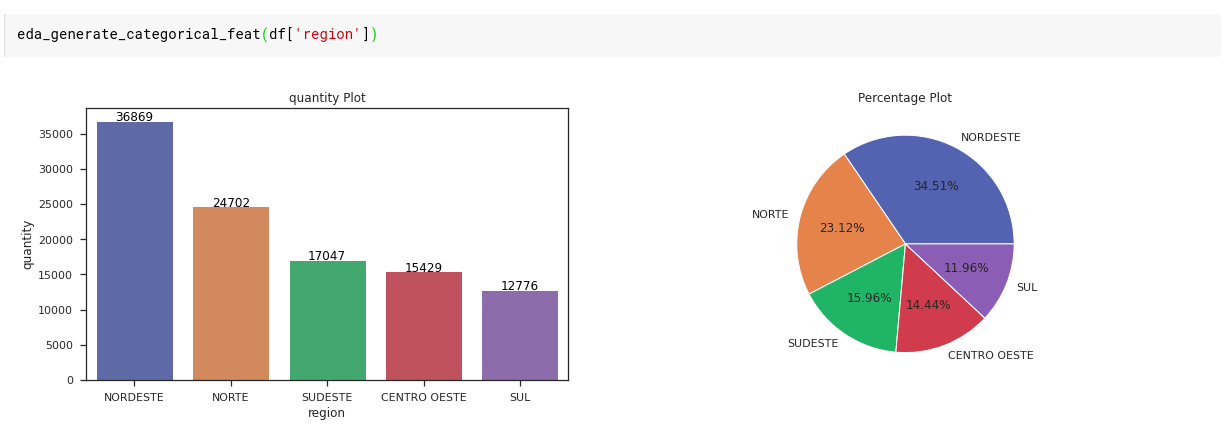 eda_generate_categorical_feat(df['region'])
quantity Plot
36869
24702
17047
15429
12776
35000
30000
25000
20000
15000
10000
5000
0
quantity
NORDESTE NORTE SUDESTE CENTRO OESTE SUL
region
Percentage Plot
NORDESTE
34.51%
NORTE
23.12%
11.96%
SUL
15.96%
14.44%
SUDESTE
CENTRO OESTE